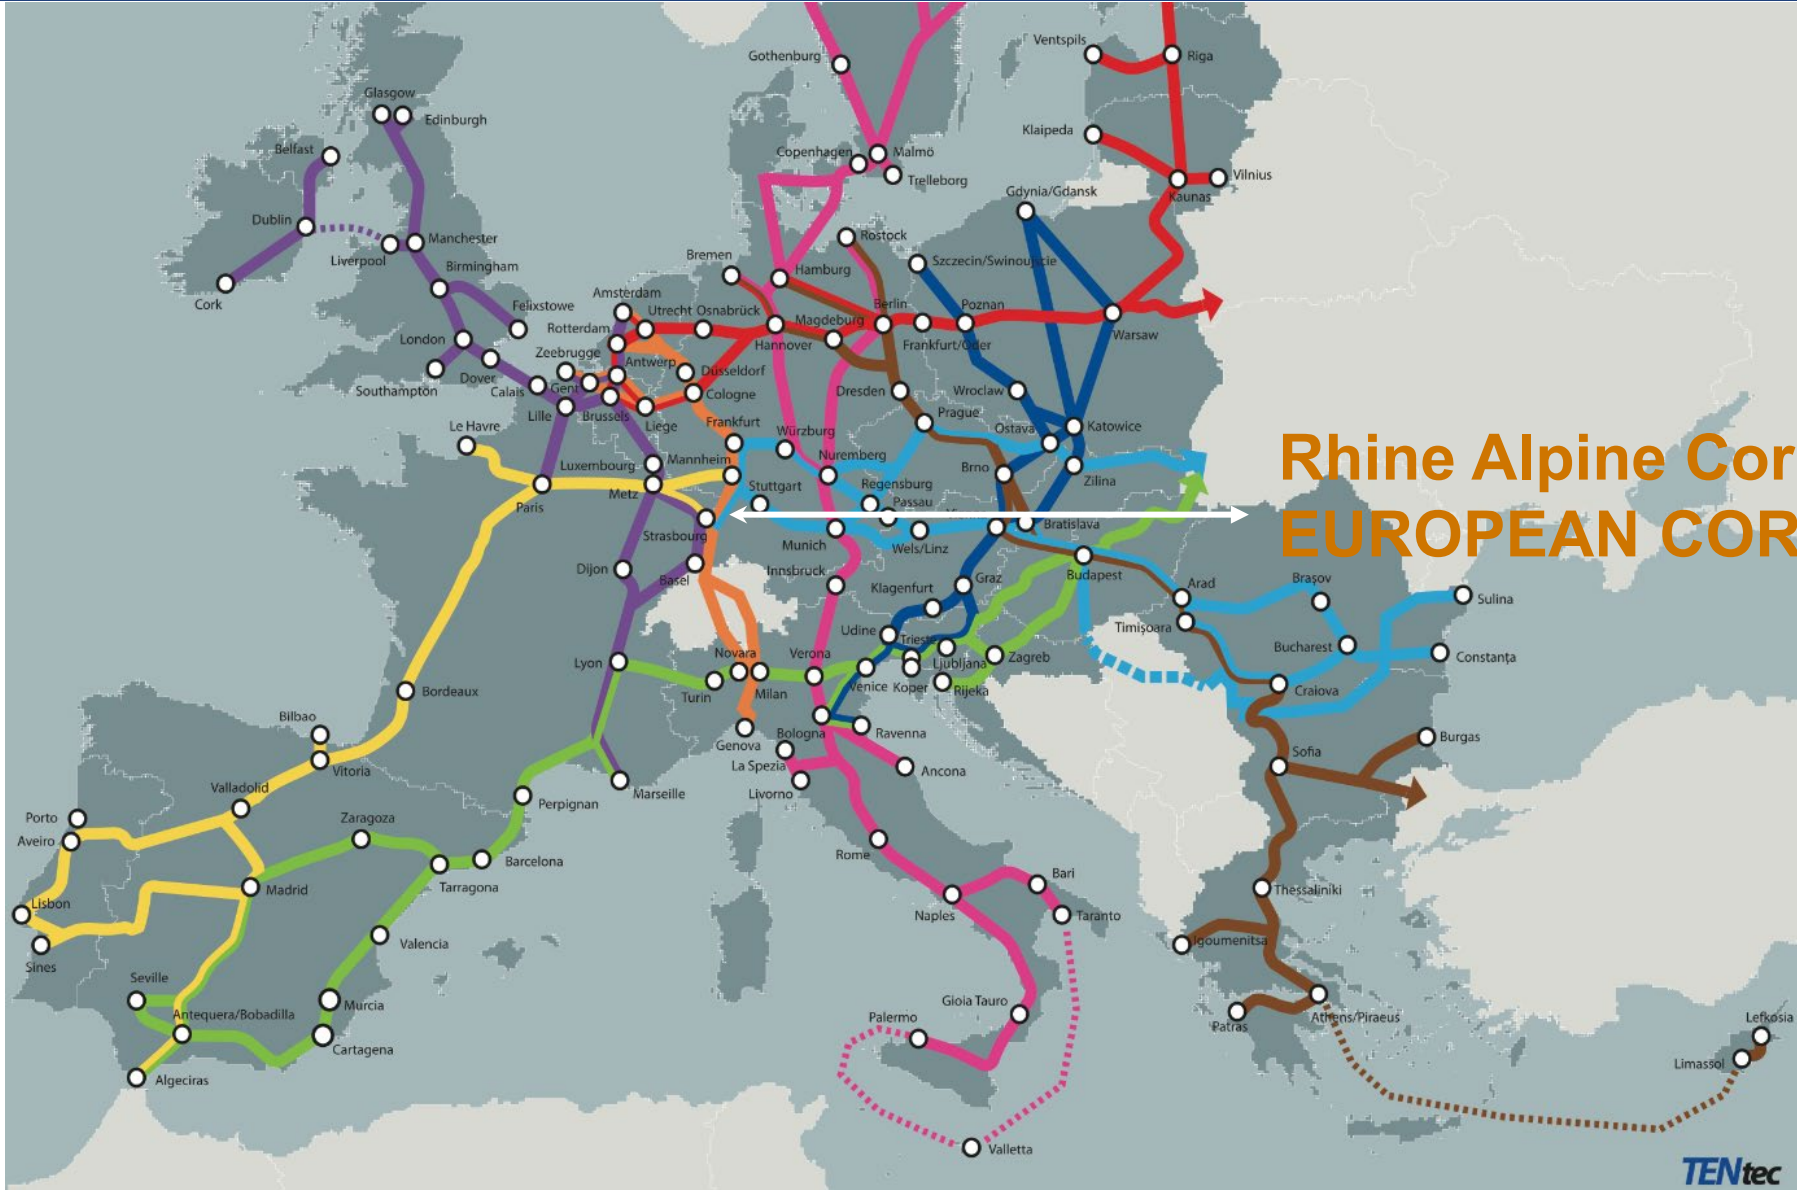 Ventspils
Riga
Gothenburg
Glasgow
Edinburgh
Klaipeda
Belfast
Copenhagen
Malmö
Trelleborg
Vilnius
Kaunas
Gdynia/Gdansk
Dublin
Manchester
Liverpool
Rostock
Bremen
Hamburg
Szczecin/Swinoujscie
Birmingham
Cork
Felixstowe
Amsterdam
Utrecht
Osnabrück
Magdeburg
Berlin
Poznan
London
Rotterdam
Hannover
Frankfurt/Oder
Warsaw
Zeebrugge
Antwerp
Düsseldorf
Southampton
Dover
Calais
Gent
Cologne
Dresden
Wroclaw
Lille
Brussels
Liege
Frankfurt
Prague
Le Havre
Würzburg
Ostava
Katowice
Luxembourg
Mannheim
Nuremberg
Brno
Zilina
Rhine Alpine Cor
Paris
Metz
Stuttgart
Regensburg
Passau
EUROPEAN COR
Strasbourg
Munich
Wels/Linz
Bratislava
Dijon
Basel
Innsbruck
Klagenfurt
Graz
Budapest
Arad
Braşov
Sulina
Udine
Trieste
Timişoara
Bucharest
Constanţa
Lyon
Novara
Verona
Ljubljana
Zagreb
Turin
Milan
Venice
Koper
Rijeka
Craiova
Bordeaux
Bilbao
Genova
Bologna
Ravenna
Burgas
Vitoria
La Spezia
Ancona
Sofia
Valladolid
Livorno
Marseille
Perpignan
Porto
Aveiro
Zaragoza
Barcelona
Rome
Madrid
Tarragona
Bari
Thessaliniki
Lisbon
Naples
Taranto
Sines
Valencia
Igoumenitsa
Seville
Murcia
Gioia Tauro
Antequera/Bobadilla
Palermo
Patras
Athens/Piraeus
Lefkosia
Cartagena
Limassol
Algeciras
Valletta
TENtec